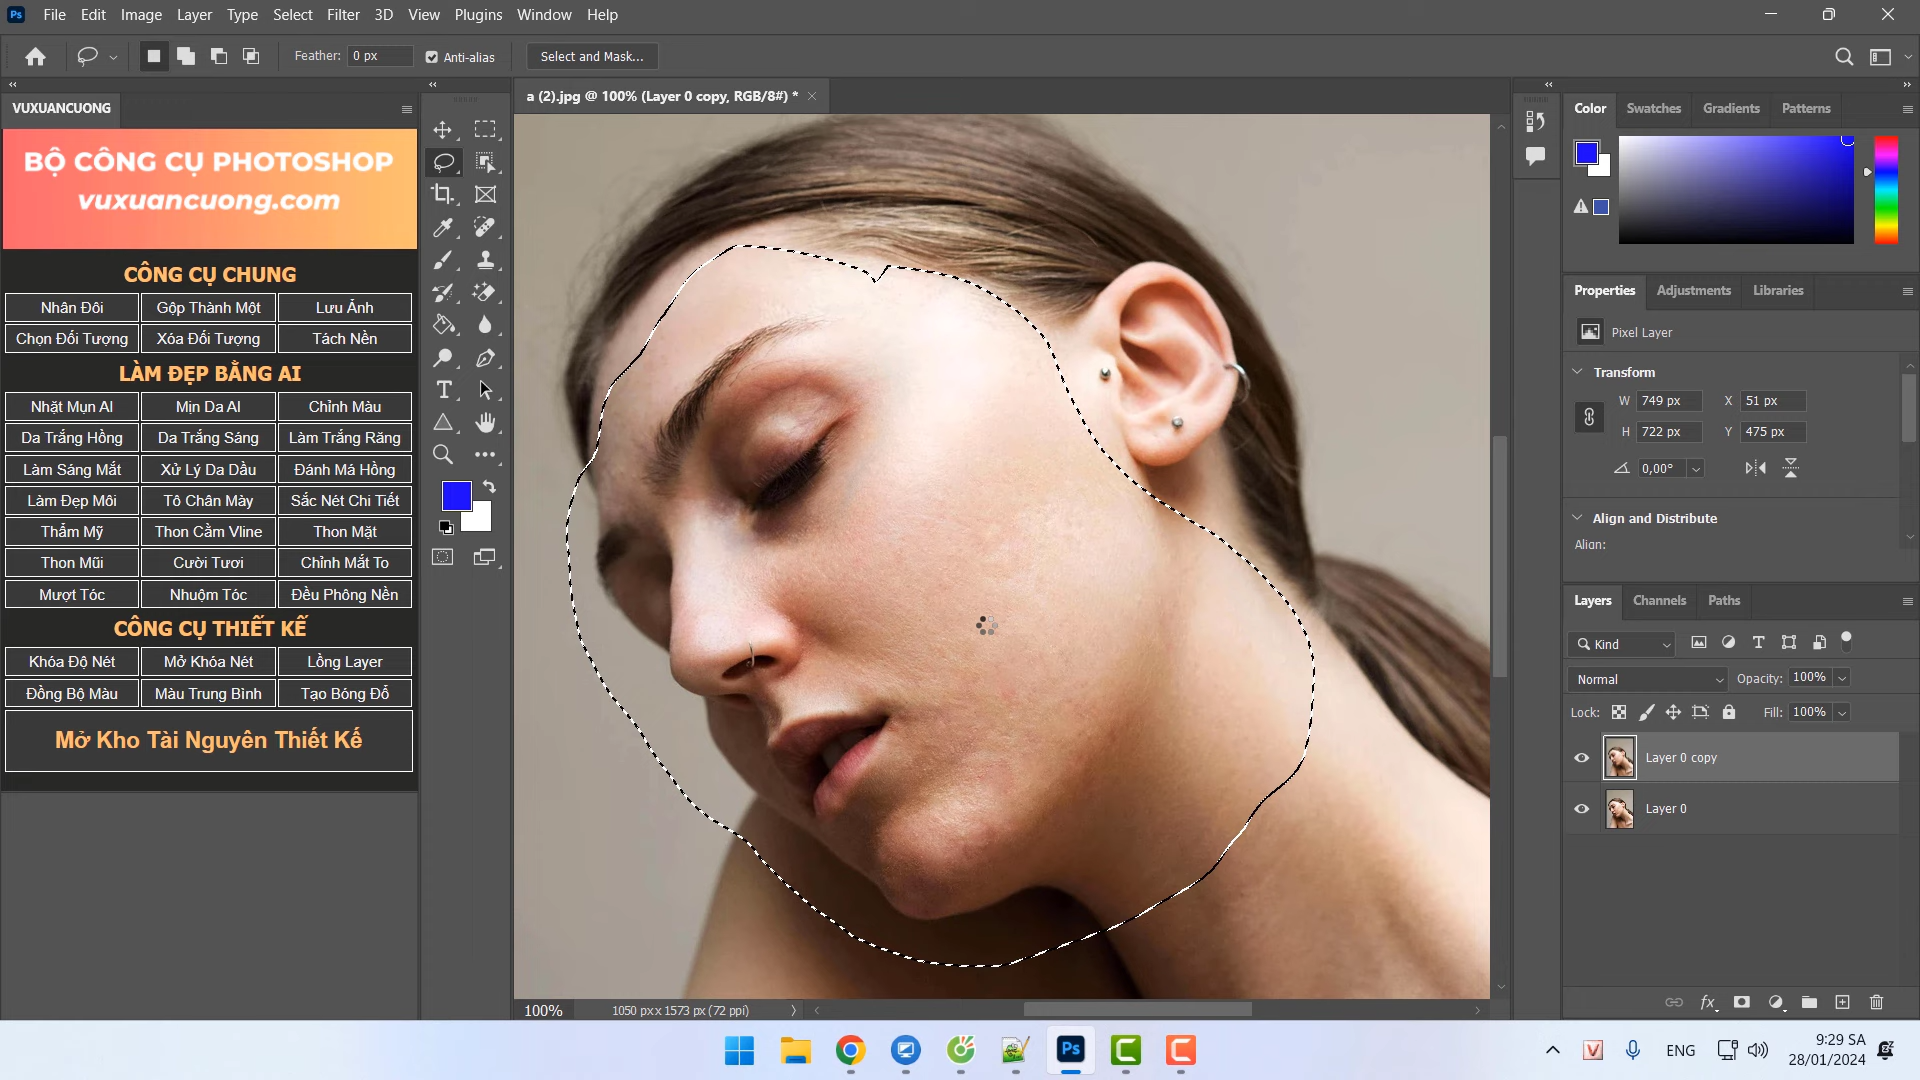 Ps File Edit Image Layer Type Select Filter 3D View Plugins Window Help
Feather: 0 px Anti-alias Select and Mask...
VUXUANCUONG
BỘ CÔNG CỤ PHOTOSHOP
vuxuancuong.com
CÔNG CỤ CHUNG
Nhân Đôi Gộp Thành Một Lưu Ảnh
Chọn Đối Tượng Xóa Đối Tượng Tách Nền
LÀM ĐẸP BẰNG AI
Nhặt Mụn AI Mịn Da AI Chỉnh Màu
Da Trắng Hồng Da Trắng Sáng Làm Trắng Răng
Làm Sáng Mắt Xử Lý Da Dầu Đánh Má Hồng
Làm Đẹp Môi Tô Chân Mày Sắc Nét Chi Tiết
Thẩm Mỹ Thon Cằm Vline Thon Mặt
Thon Mũi Cười Tươi Chỉnh Mắt To
Mượt Tóc Nhuộm Tóc Đều Phông Nền
CÔNG CỤ THIẾT KẾ
Khóa Độ Nét Mở Khóa Nét Lồng Layer
Đồng Bộ Màu Màu Trung Bình Tạo Bóng Đổ
Mở Kho Tài Nguyên Thiết Kế
a (2).jpg @ 100% (Layer 0 copy, RGB/8#) *
100% 1050 px x 1573 px (72 ppi)
Color Swatches Gradients Patterns
Properties Adjustments Libraries
Pixel Layer
Transform
W 749 px X 51 px
H 722 px Y 475 px
0,00°
Align and Distribute
Align:
Layers Channels Paths
Kind
Normal Opacity: 100%
Lock: Fill: 100%
Layer 0 copy
Layer 0
fx
Ps
ENG
9:29 SA
28/01/2024